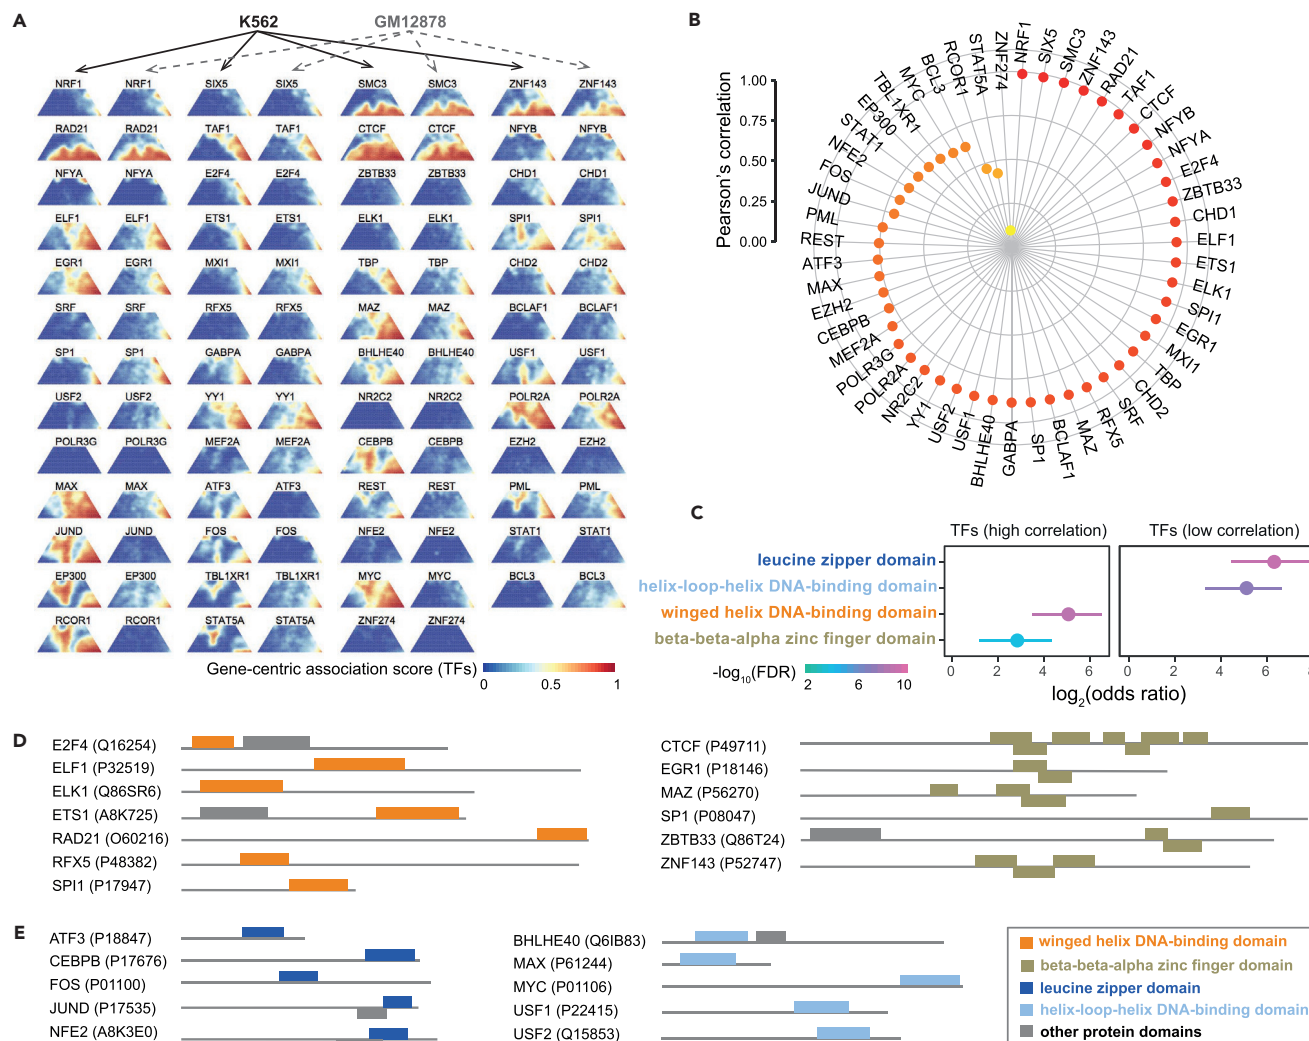 A
K562 GM12878
NRF1 NRF1 SIX5 SIX5 SMC3 SMC3 ZNF143 ZNF143
RAD21 RAD21 TAF1 TAF1 CTCF CTCF NFYB NFYB
NFYA NFYA E2F4 E2F4 ZBTB33 ZBTB33 CHD1 CHD1
ELF1 ELF1 ETS1 ETS1 ELK1 ELK1 SPI1 SPI1
EGR1 EGR1 MXI1 MXI1 TBP TBP CHD2 CHD2
SRF SRF RFX5 RFX5 MAZ MAZ BCLAF1 BCLAF1
SP1 SP1 GABPA GABPA BHLHE40 BHLHE40 USF1 USF1
USF2 USF2 YY1 YY1 NR2C2 NR2C2 POLR2A POLR2A
POLR3G POLR3G MEF2A MEF2A CEBPB CEBPB EZH2 EZH2
MAX MAX ATF3 ATF3 REST REST PML PML
JUND JUND FOS FOS NFE2 NFE2 STAT1 STAT1
EP300 EP300 TBL1XR1 TBL1XR1 MYC MYC BCL3 BCL3
RCOR1 RCOR1 STAT5A STAT5A ZNF274 ZNF274
Gene-centric association score (TFs)
0 0.5 1
B
Pearson's correlation
1.00
0.75
0.50
0.25
0.00
NRF1
SIX5
SMC3
ZNF143
RAD21
TAF1
CTCF
NFYB
NFYA
E2F4
ZBTB33
CHD1
ELF1
ETS1
ELK1
SPI1
EGR1
MXI1
TBP
CHD2
SRF
RFX5
MAZ
BCLAF1
SP1
GABPA
BHLHE40
USF1
USF2
YY1
NR2C2
POLR2A
POLR3G
MEF2A
CEBPB
EZH2
MAX
ATF3
REST
PML
JUND
FOS
NFE2
STAT1
EP300
TBL1XR1
MYC
BCL3
RCOR1
STAT5A
ZNF274
C
TFs (high correlation) TFs (low correlation)
leucine zipper domain
helix-loop-helix DNA-binding domain
winged helix DNA-binding domain
beta-beta-alpha zinc finger domain
0 2 4 6 0 2 4 6 8
-log10(FDR)
2 6 10
log2(odds ratio)
D
E2F4 (Q16254)
ELF1 (P32519)
ELK1 (Q86SR6)
ETS1 (A8K725)
RAD21 (O60216)
RFX5 (P48382)
SPI1 (P17947)
CTCF (P49711)
EGR1 (P18146)
MAZ (P56270)
SP1 (P08047)
ZBTB33 (Q86T24)
ZNF143 (P52747)
E
ATF3 (P18847)
CEBPB (P17676)
FOS (P01100)
JUND (P17535)
NFE2 (A8K3E0)
BHLHE40 (Q6IB83)
MAX (P61244)
MYC (P01106)
USF1 (P22415)
USF2 (Q15853)
winged helix DNA-binding domain
beta-beta-alpha zinc finger domain
leucine zipper domain
helix-loop-helix DNA-binding domain
other protein domains